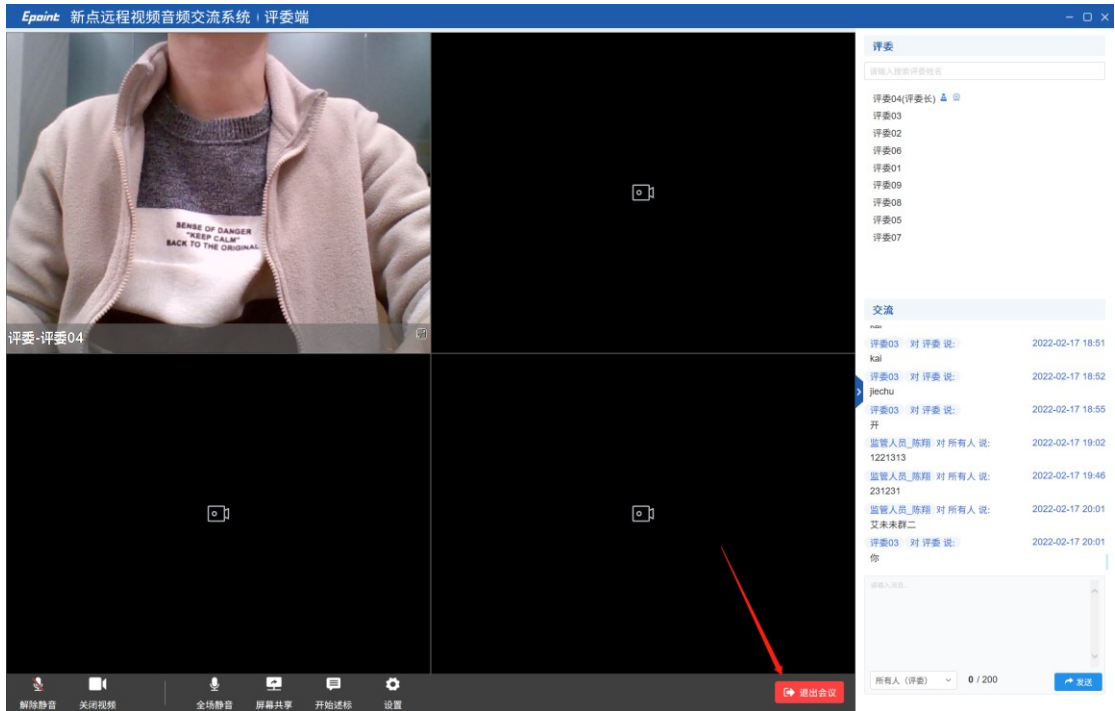 Epoint 新点远程视频音频交流系统 | 评委端
评委
请输入搜索评委姓名
评委04(评委长)
评委03
评委02
评委06
评委01
评委09
评委08
评委05
评委07
SENSE OF DANGER
"KEEP CALM"
BACK TO THE ORIGINAL
评委-评委04
交流
评委03 对 评委 说: 2022-02-17 18:51
kai
评委03 对 评委 说: 2022-02-17 18:52
jiechu
评委03 对 评委 说: 2022-02-17 18:55
开
监管人员_陈翔 对 所有人 说: 2022-02-17 19:02
1221313
监管人员_陈翔 对 所有人 说: 2022-02-17 19:46
231231
监管人员_陈翔 对 所有人 说: 2022-02-17 20:01
艾未未群二
评委03 对 评委 说: 2022-02-17 20:01
你
请输入消息...
所有人（评委） 0 / 200 发送
解除静音 关闭视频 全场静音 屏幕共享 开始述标 设置 退出会议